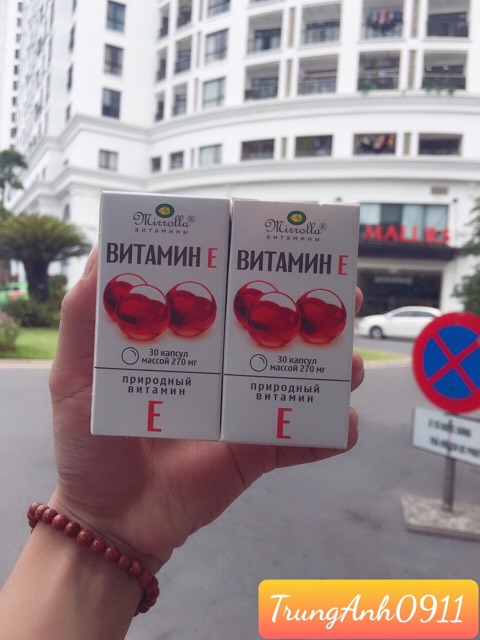 Mirrolla®
витамины
ВИТАМИН E
30 капсул
массой 270 мг
природный
витамин
E
Mirrolla®
витамины
ВИТАМИН E
30 капсул
массой 270 мг
природный
витамин
E
MALL R5
TrungAnh0911